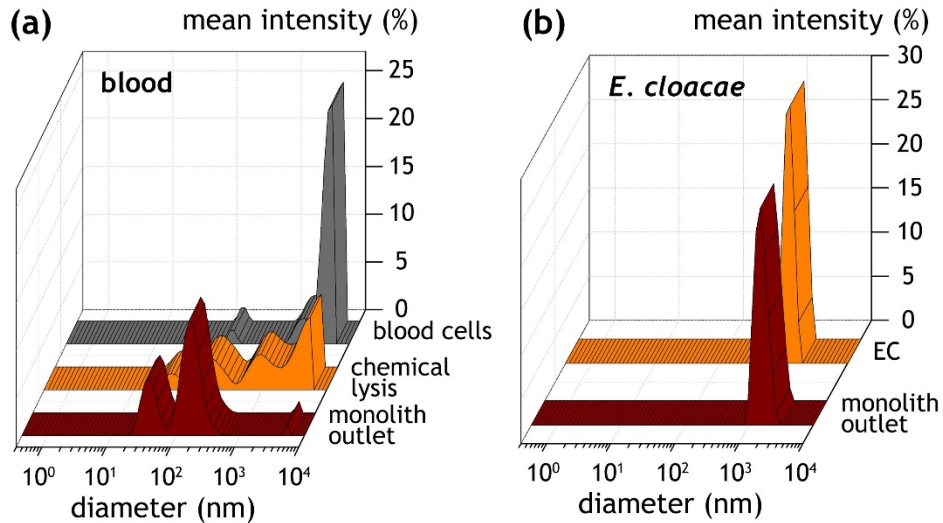 (a)
mean intensity (%)
blood
25
20
15
10
5
0
blood cells
chemical
lysis
monolith
outlet
10⁰ 10¹ 10² 10³ 10⁴
diameter (nm)
(b)
mean intensity (%)
E. cloacae
30
25
20
15
10
5
0
EC
monolith
outlet
10⁰ 10¹ 10² 10³ 10⁴
diameter (nm)